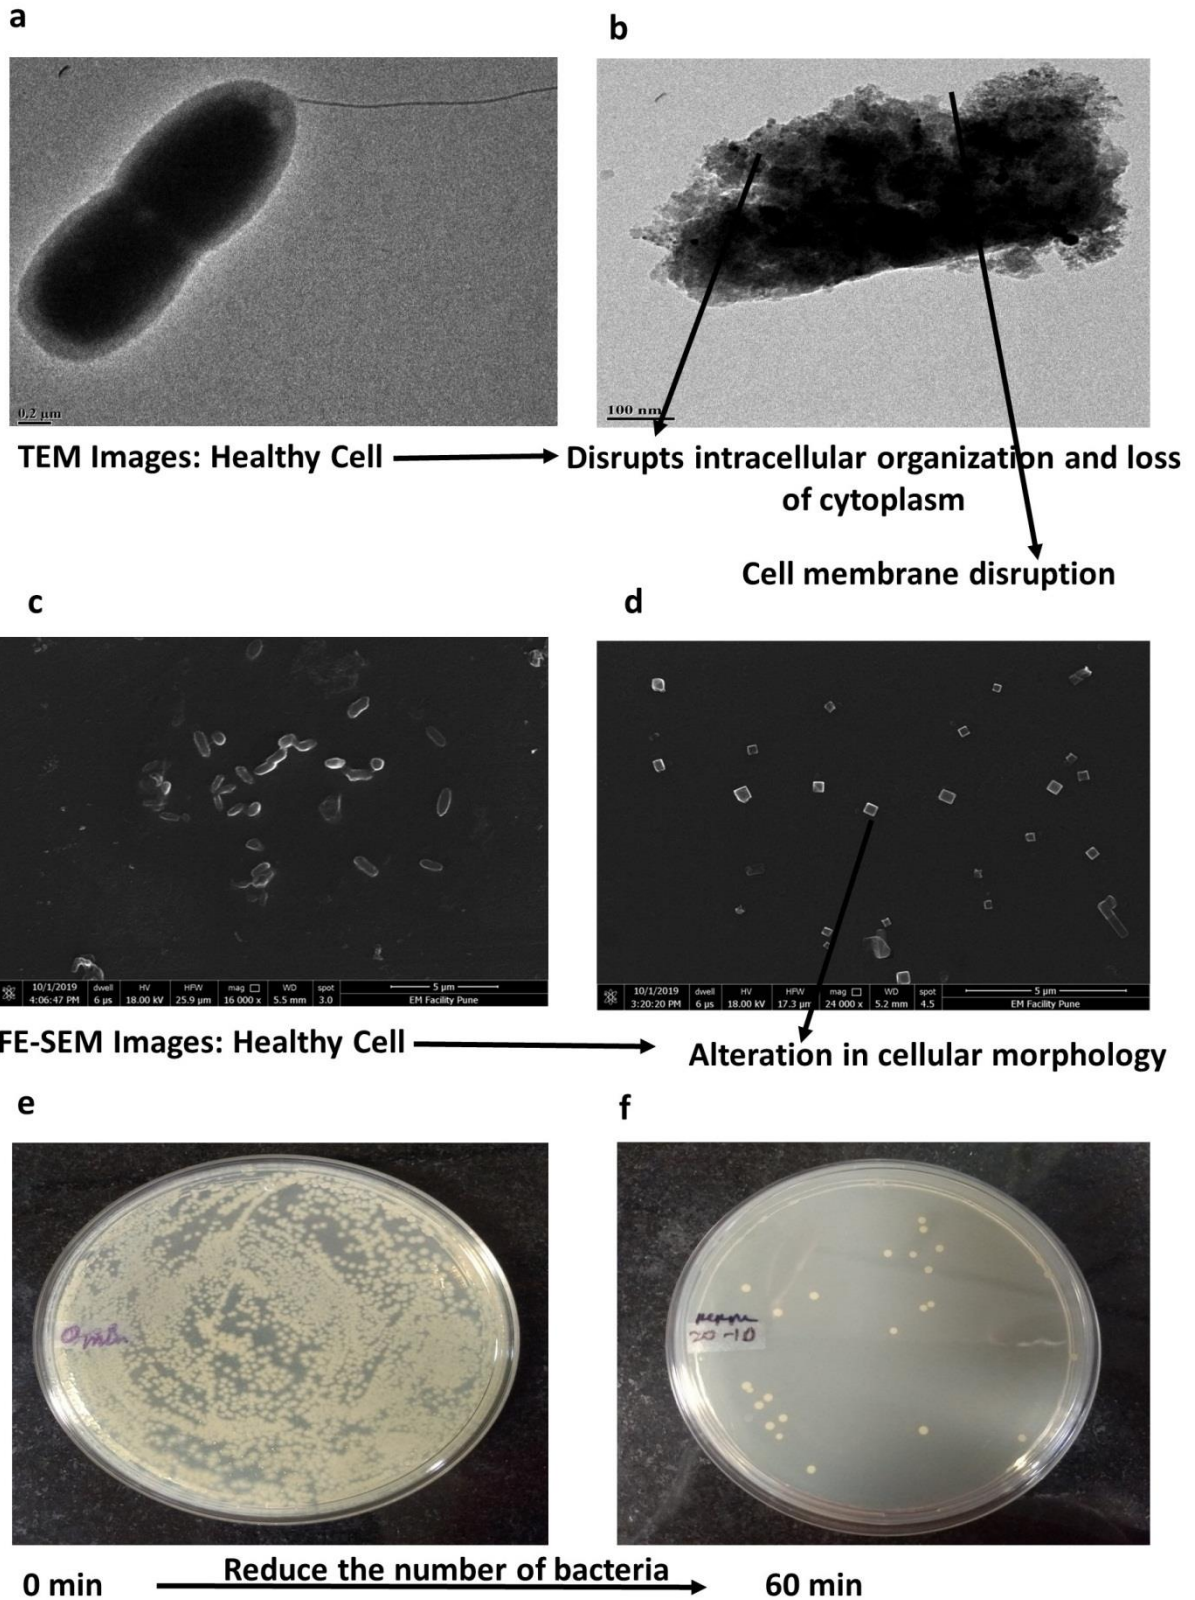 a
b
0.2 µm
100 nm
TEM Images: Healthy Cell
Disrupts intracellular organization and loss
of cytoplasm
Cell membrane disruption
c
d
10/1/2019 dwell HV HFW mag WD spot
4:06:47 PM 6 µs 18.00 kV 25.9 µm 16 000 x 5.5 mm 3.0
5 µm
EM Facility Pune
10/1/2019 dwell HV HFW mag WD spot
3:20:20 PM 6 µs 18.00 kV 17.3 µm 24 000 x 5.2 mm 4.5
5 µm
EM Facility Pune
FE-SEM Images: Healthy Cell
Alteration in cellular morphology
e
f
20-10
Reduce the number of bacteria
0 min
60 min